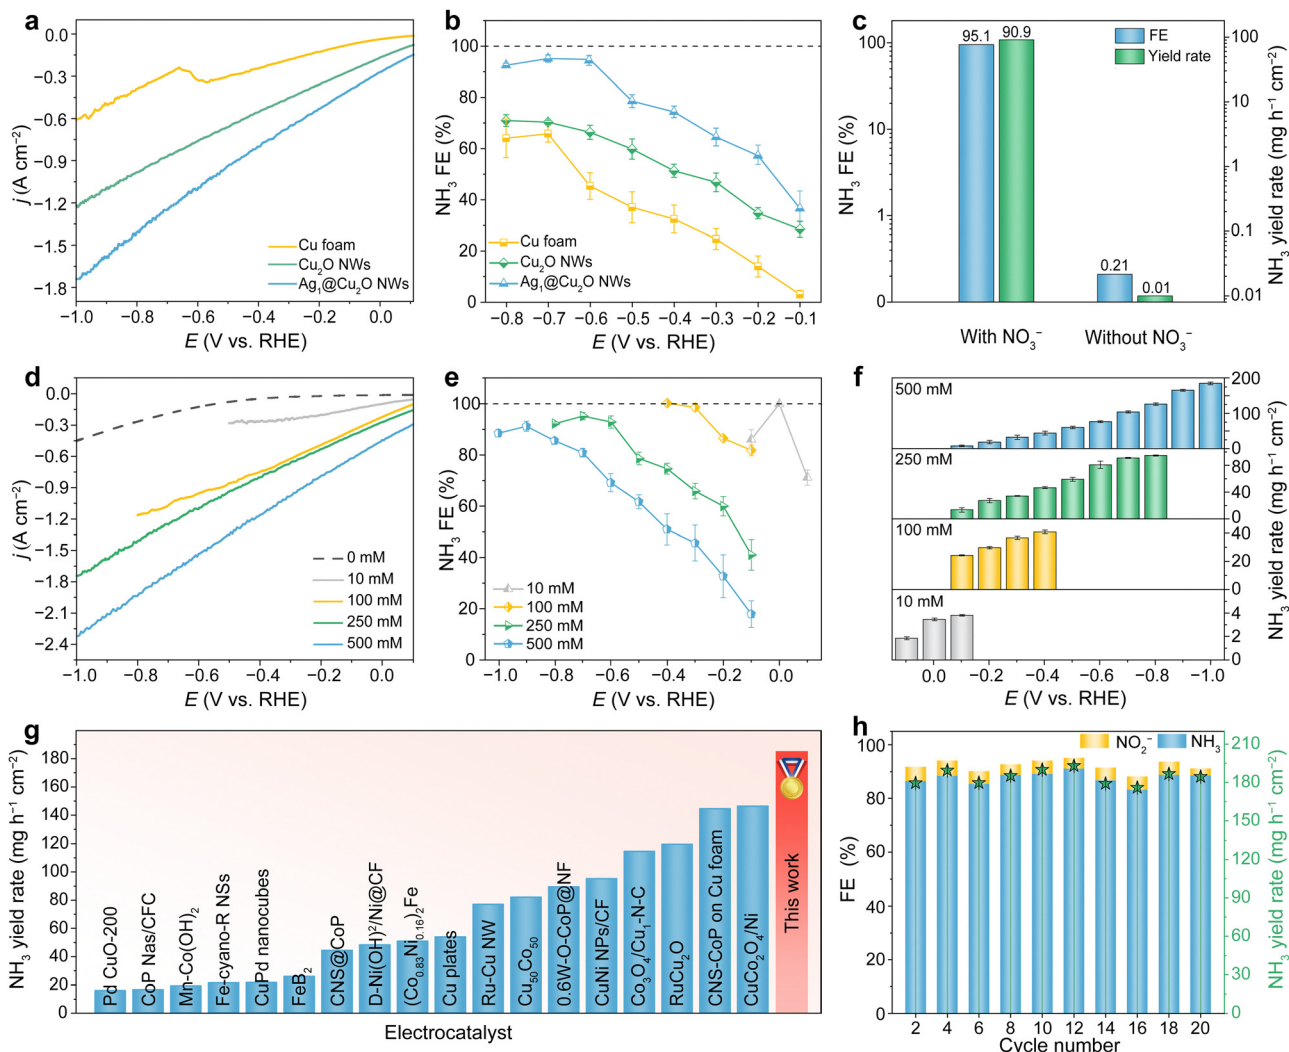 a
0.0
−0.3
−0.6
−0.9
−1.2
−1.5
−1.8
j (A cm⁻²)
Cu foam
Cu₂O NWs
Ag₁@Cu₂O NWs
−1.0 −0.8 −0.6 −0.4 −0.2 0.0
E (V vs. RHE)
b
120
100
80
60
40
20
0
NH₃ FE (%)
Cu foam
Cu₂O NWs
Ag₁@Cu₂O NWs
−0.8 −0.7 −0.6 −0.5 −0.4 −0.3 −0.2 −0.1
E (V vs. RHE)
c
100
10
1
0
NH₃ FE (%)
95.1 90.9
0.21
0.01
FE
Yield rate
100
10
1
0.1
0.01
NH₃ yield rate (mg h⁻¹ cm⁻²)
With NO₃⁻ Without NO₃⁻
d
0.0
−0.3
−0.6
−0.9
−1.2
−1.5
−1.8
−2.1
−2.4
j (A cm⁻²)
0 mM
10 mM
100 mM
250 mM
500 mM
−1.0 −0.8 −0.6 −0.4 −0.2 0.0
E (V vs. RHE)
e
100
80
60
40
20
0
NH₃ FE (%)
10 mM
100 mM
250 mM
500 mM
−1.0 −0.8 −0.6 −0.4 −0.2 0.0
E (V vs. RHE)
f
500 mM
200
100
0
250 mM
80
40
0
100 mM
40
20
0
10 mM
4
2
0
NH₃ yield rate (mg h⁻¹ cm⁻²)
0.0 −0.2 −0.4 −0.6 −0.8 −1.0
E (V vs. RHE)
g
180
160
140
120
100
80
60
40
20
0
NH₃ yield rate (mg h⁻¹ cm⁻²)
Pd CuO-200
CoP Nas/CFC
Mn-Co(OH)₂
Fe-cyano-R NSs
CuPd nanocubes
FeB₂
CNS@CoP
D-Ni(OH)²/Ni@CF
(Co₀.₈₃Ni₀.₁₆)₂Fe
Cu plates
Ru-Cu NW
Cu₅₀Co₅₀
0.6W-O-CoP@NF
CuNi NPs/CF
Co₃O₄/Cu₁-N-C
RuCu₂O
CNS-CoP on Cu foam
CuCo₂O₄/Ni
This work
Electrocatalyst
h
100
80
60
40
20
0
FE (%)
NO₂⁻ NH₃
210
180
150
120
90
60
30
0
NH₃ yield rate (mg h⁻¹ cm⁻²)
2 4 6 8 10 12 14 16 18 20
Cycle number